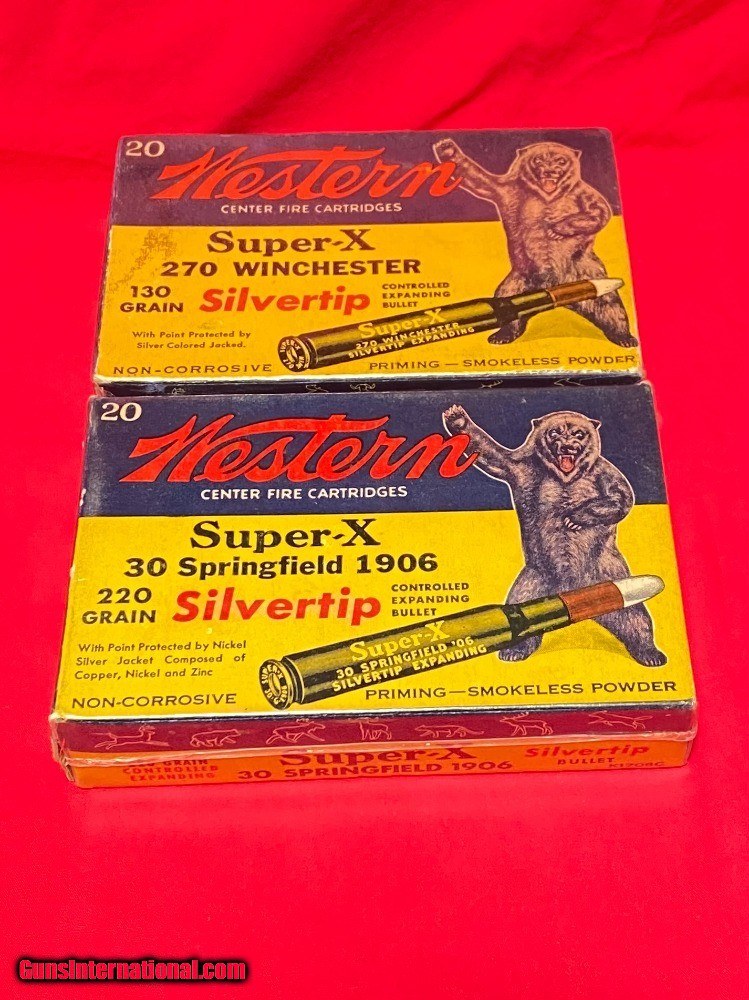 20
Western
CENTER FIRE CARTRIDGES
Super-X
270 WINCHESTER
130
GRAIN
Silvertip
CONTROLLED
EXPANDING
BULLET
With Point Protected by
Silver Colored Jacked.
Super-X
270 WINCHESTER
SILVERTIP EXPANDING
NON-CORROSIVE PRIMING—SMOKELESS POWDER
20
Western
CENTER FIRE CARTRIDGES
Super-X
30 Springfield 1906
220
GRAIN
Silvertip
CONTROLLED
EXPANDING
BULLET
With Point Protected by Nickel
Silver Jacket Composed of
Copper, Nickel and Zinc
Super-X
30 SPRINGFIELD '06
SILVERTIP EXPANDING
NON-CORROSIVE PRIMING—SMOKELESS POWDER
GRAIN
CONTROLLED
EXPANDING
Super-X
30 SPRINGFIELD 1906
Silvertip
BULLET
GunsInternational.com